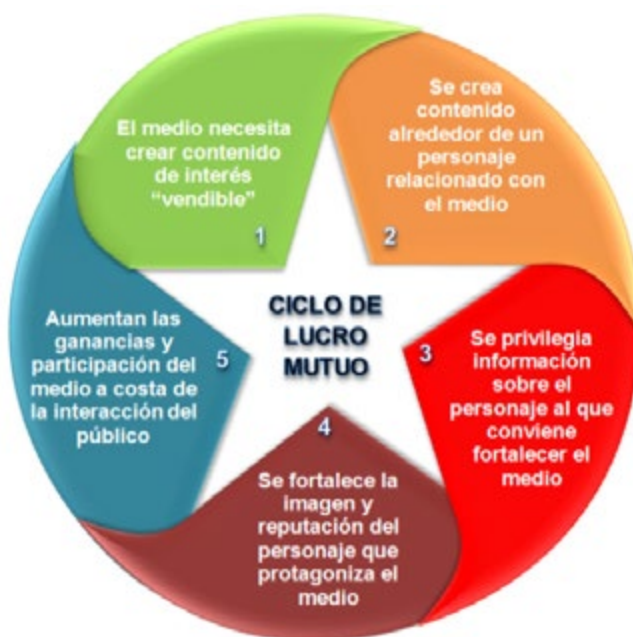 El medio necesita
crear contenido
de interés
“vendible”
1
Se crea
contenido
alrededor de un
personaje
relacionado con
el medio
2
CICLO DE
LUCRO
MUTUO
3
Se privilegia
información
sobre el
personaje al que
conviene
fortalecer el
medio
4
Se fortalece la
imagen y
reputación del
personaje que
protagoniza el
medio
5
Aumentan las
ganancias y
participación del
medio a costa de
la interacción del
público